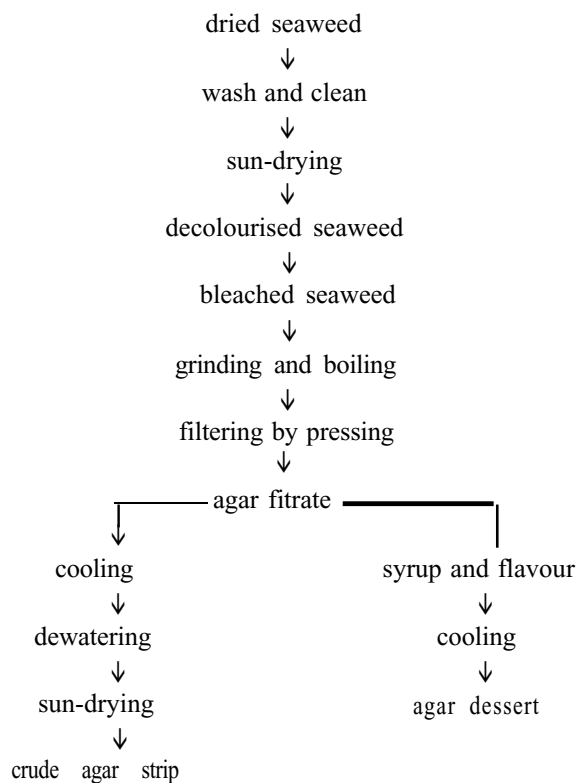 dried seaweed
wash and clean
sun-drying
decolourised seaweed
bleached seaweed
grinding and boiling
filtering by pressing
agar fitrate
cooling
syrup and flavour
dewatering
cooling
sun-drying
agar dessert
crude agar strip